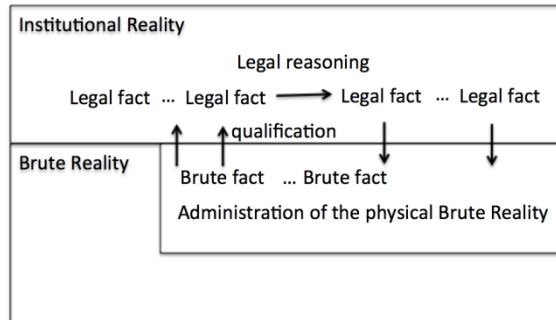 Institutional Reality
Legal reasoning
Legal fact ... Legal fact Legal fact ... Legal fact
qualification
Brute Reality
Brute fact ... Brute fact
Administration of the physical Brute Reality